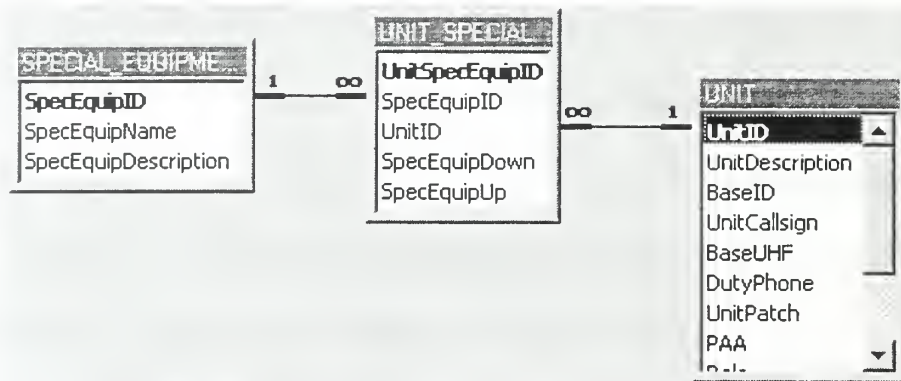 SPECIAL_EQUIPME...
SpecEquipID
SpecEquipName
SpecEquipDescription
1 ∞
UNIT_SPECIAL
UnitSpecEquipID
SpecEquipID
UnitID
SpecEquipDown
SpecEquipUp
∞ 1
UNIT
UnitID
UnitDescription
BaseID
UnitCallsign
BaseUHF
DutyPhone
UnitPatch
PAA